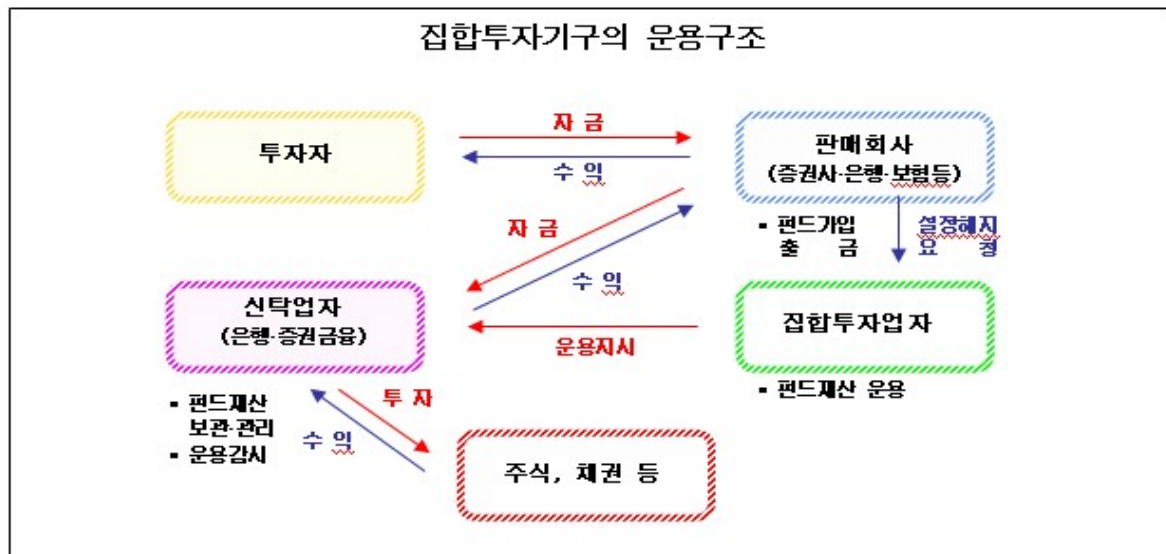 집합투자기구의 운용구조
투자자
자 금
수 익
판매회사
(증권사·은행·보험등)
▪ 펀드가입
출 금
설정해지
요 청
자 금
수 익
신탁업자
(은행·증권금융)
운용지시
집합투자업자
▪ 펀드재산 운용
▪ 펀드재산
보관·관리
▪ 운용감시
투 자
수 익
주식, 채권 등